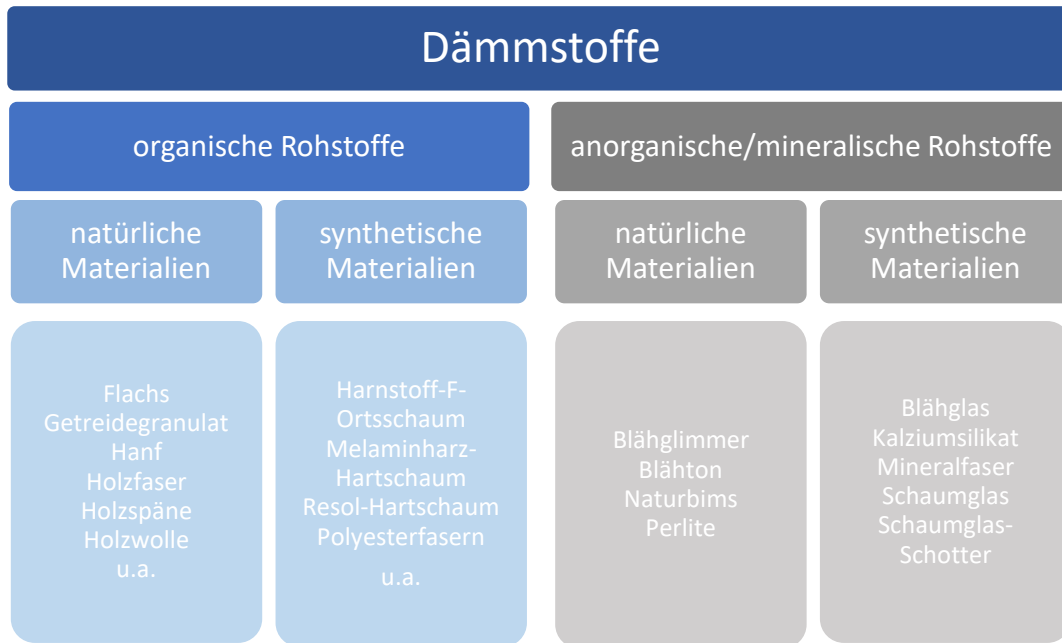 Dämmstoffe
organische Rohstoffe
anorganische/mineralische Rohstoffe
natürliche
Materialien
synthetische
Materialien
natürliche
Materialien
synthetische
Materialien
Flachs
Getreidegranulat
Hanf
Holzfaser
Holzspäne
Holzwolle
u.a.
Harnstoff-F-
Ortsschaum
Melaminharz-
Hartschaum
Resol-Hartschaum
Polyesterfasern
u.a.
Blähglimmer
Blähton
Naturbims
Perlite
Blähglas
Kalziumsilikat
Mineralfaser
Schaumglas
Schaumglas-
Schotter